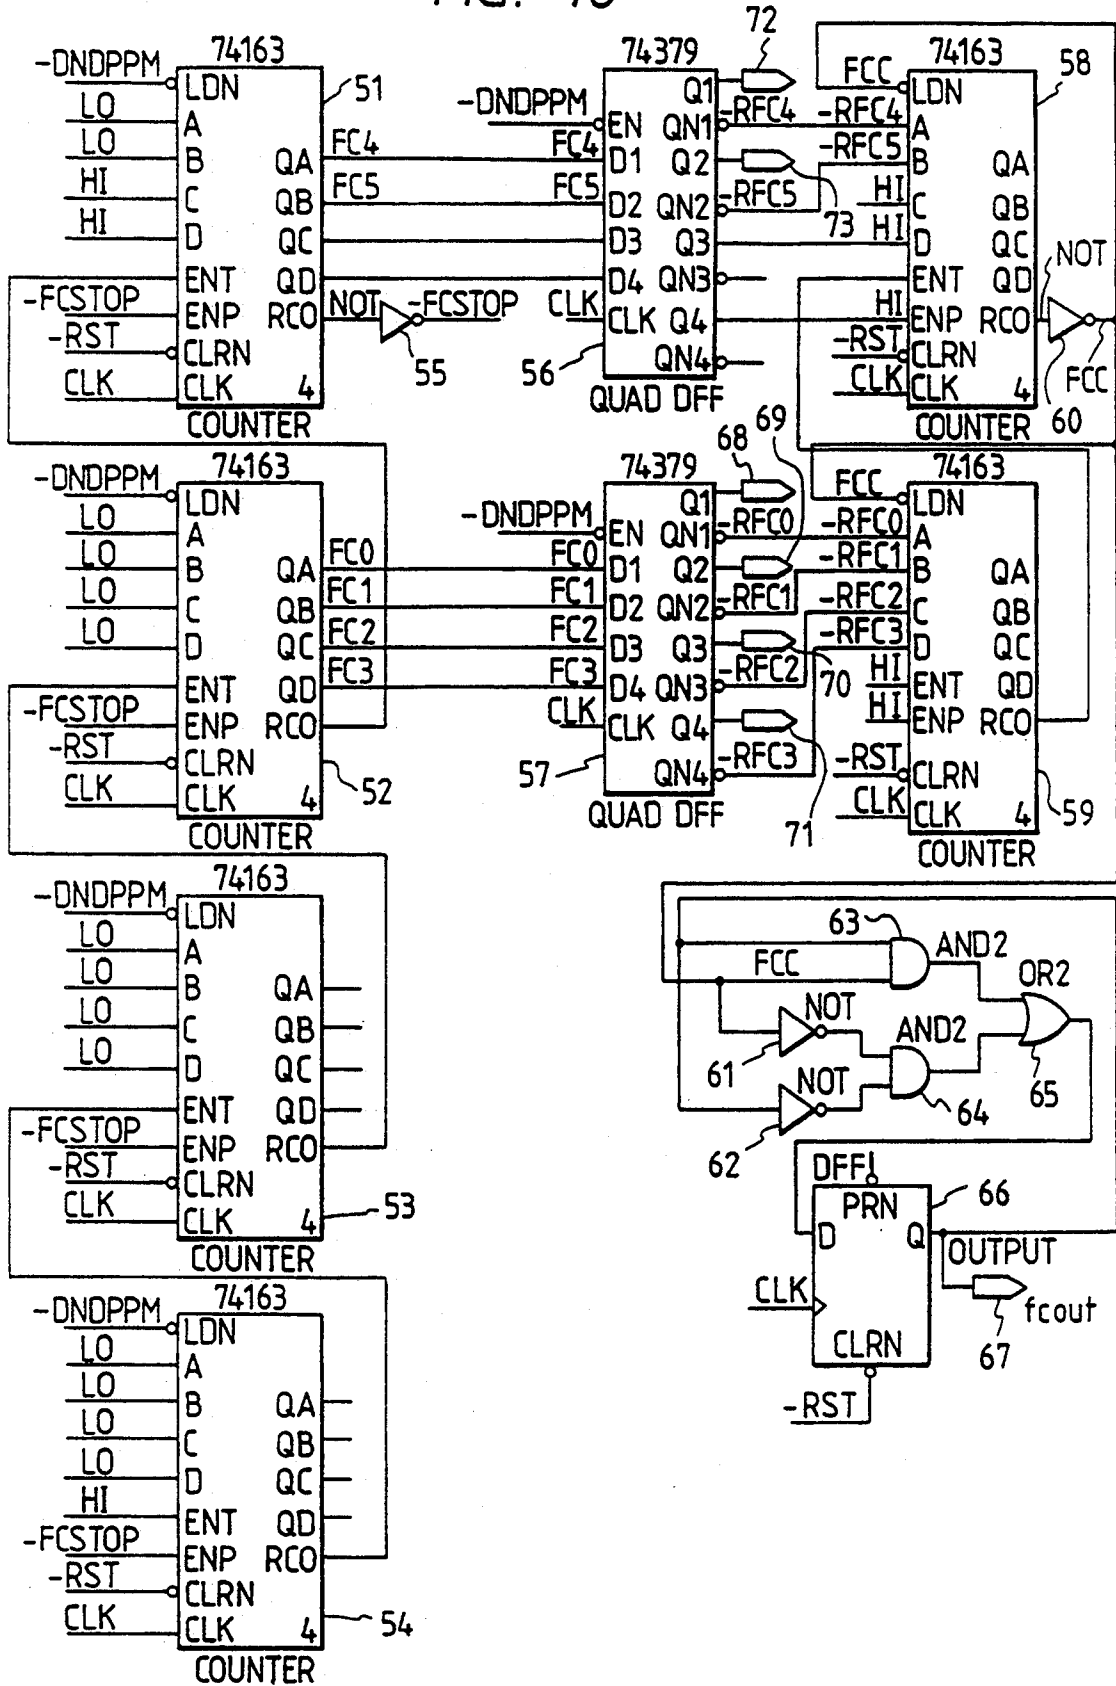 74163
-DNDPPM
LDN
LO
A
LO
B
QA
FC4
HI
C
QB
FC5
HI
D
QC
ENT
QD
-FCSTOP
ENP
RCO
NOT
-FCSTOP
-RST
CLRN
CLK
CLK
4
COUNTER
51
55
74379
72
Q1
-DNDPPM
EN
QN1
-RFC4
FC4
D1
Q2
FC5
D2
QN2
-RFC5
73
D3
Q3
D4
QN3
CLK
CLK
Q4
QN4
56
QUAD DFF
74163
58
FCC
LDN
-RFC4
A
-RFC5
B
QA
HI
C
QB
HI
D
QC
ENT
QD
NOT
HI
ENP
RCO
-RST
CLRN
CLK
CLK
4
FCC
60
COUNTER
74163
-DNDPPM
LDN
LO
A
LO
B
QA
FC0
LO
C
QB
FC1
LO
D
QC
FC2
ENT
QD
FC3
-FCSTOP
ENP
RCO
-RST
CLRN
CLK
CLK
4
52
COUNTER
74379
68
69
Q1
-DNDPPM
EN
QN1
-RFC0
FC0
D1
Q2
FC1
D2
QN2
-RFC1
FC2
D3
Q3
70
FC3
D4
QN3
-RFC2
CLK
CLK
Q4
71
QN4
-RFC3
57
QUAD DFF
74163
FCC
LDN
-RFC0
A
-RFC1
B
QA
-RFC2
C
QB
-RFC3
D
QC
HI
ENT
QD
HI
ENP
RCO
-RST
CLRN
CLK
CLK
4
59
COUNTER
74163
-DNDPPM
LDN
LO
A
LO
B
QA
LO
C
QB
LO
D
QC
ENT
QD
-FCSTOP
ENP
RCO
-RST
CLRN
CLK
CLK
4
53
COUNTER
63
AND2
FCC
OR2
NOT
61
AND2
NOT
62
64
65
DFF
PRN
66
D
Q
OUTPUT
CLK
fcout
67
CLRN
-RST
74163
-DNDPPM
LDN
LO
A
LO
B
QA
LO
C
QB
LO
D
QC
HI
ENT
QD
-FCSTOP
ENP
RCO
-RST
CLRN
CLK
CLK
4
54
COUNTER